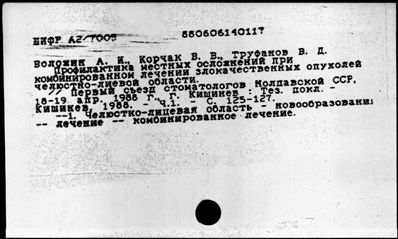 ШИФР А2-7005 880606140117
Воложин А. И., Корчак В. В., Труфанов В. Д.
Профилактика местных осложнений при
комбинированном лечении злокачественных опухолей
челюстно-лиевой области.
// Первый съезд стоматологов Молдавской ССР,
18-19 апр. 1988 г., г. Кишинев : Тез. докл. -
Кишинев, 1988. - ч.1. - С. 125-127.
--1. Челюстно-лицевая область - новообразования
-- лечение -- комбинированное лечение.